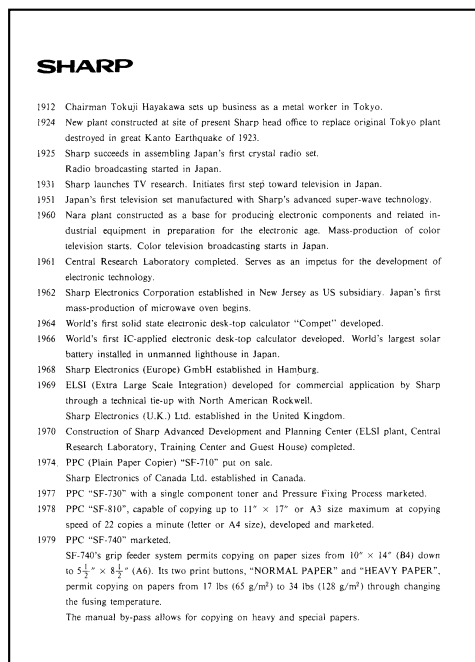 SHARP
1912 Chairman Tokuji Hayakawa sets up business as a metal worker in Tokyo.
1924 New plant constructed at site of present Sharp head office to replace original Tokyo plant
destroyed in great Kanto Earthquake of 1923.
1925 Sharp succeeds in assembling Japan's first crystal radio set.
Radio broadcasting started in Japan.
1931 Sharp launches TV research. Initiates first step toward television in Japan.
1951 Japan's first television set manufactured with Sharp's advanced super-wave technology.
1960 Nara plant constructed as a base for producing electronic components and related in-
dustrial equipment in preparation for the electronic age. Mass-production of color
television starts. Color television broadcasting starts in Japan.
1961 Central Research Laboratory completed. Serves as an impetus for the development of
electronic technology.
1962 Sharp Electronics Corporation established in New Jersey as US subsidiary. Japan's first
mass-production of microwave oven begins.
1964 World's first solid state electronic desk-top calculator "Compet" developed.
1966 World's first IC-applied electronic desk-top calculator developed. World's largest solar
battery installed in unmanned lighthouse in Japan.
1968 Sharp Electronics (Europe) GmbH established in Hamburg.
1969 ELSI (Extra Large Scale Integration) developed for commercial application by Sharp
through a technical tie-up with North American Rockwell.
Sharp Electronics (U.K.) Ltd. established in the United Kingdom.
1970 Construction of Sharp Advanced Development and Planning Center (ELSI plant, Central
Research Laboratory, Training Center and Guest House) completed.
1974 PPC (Plain Paper Copier) "SF-710" put on sale.
Sharp Electronics of Canada Ltd. established in Canada.
1977 PPC "SF-730" with a single component toner and Pressure Fixing Process marketed.
1978 PPC "SF-810", capable of copying up to 11″ × 17″ or A3 size maximum at copying
speed of 22 copies a minute (letter or A4 size), developed and marketed.
1979 PPC "SF-740" marketed.
SF-740's grip feeder system permits copying on paper sizes from 10″ × 14″ (B4) down
to 5½″ × 8½″ (A6). Its two print buttons, "NORMAL PAPER" and "HEAVY PAPER",
permit copying on papers from 17 lbs (65 g/m²) to 34 lbs (128 g/m²) through changing
the fusing temperature.
The manual by-pass allows for copying on heavy and special papers.